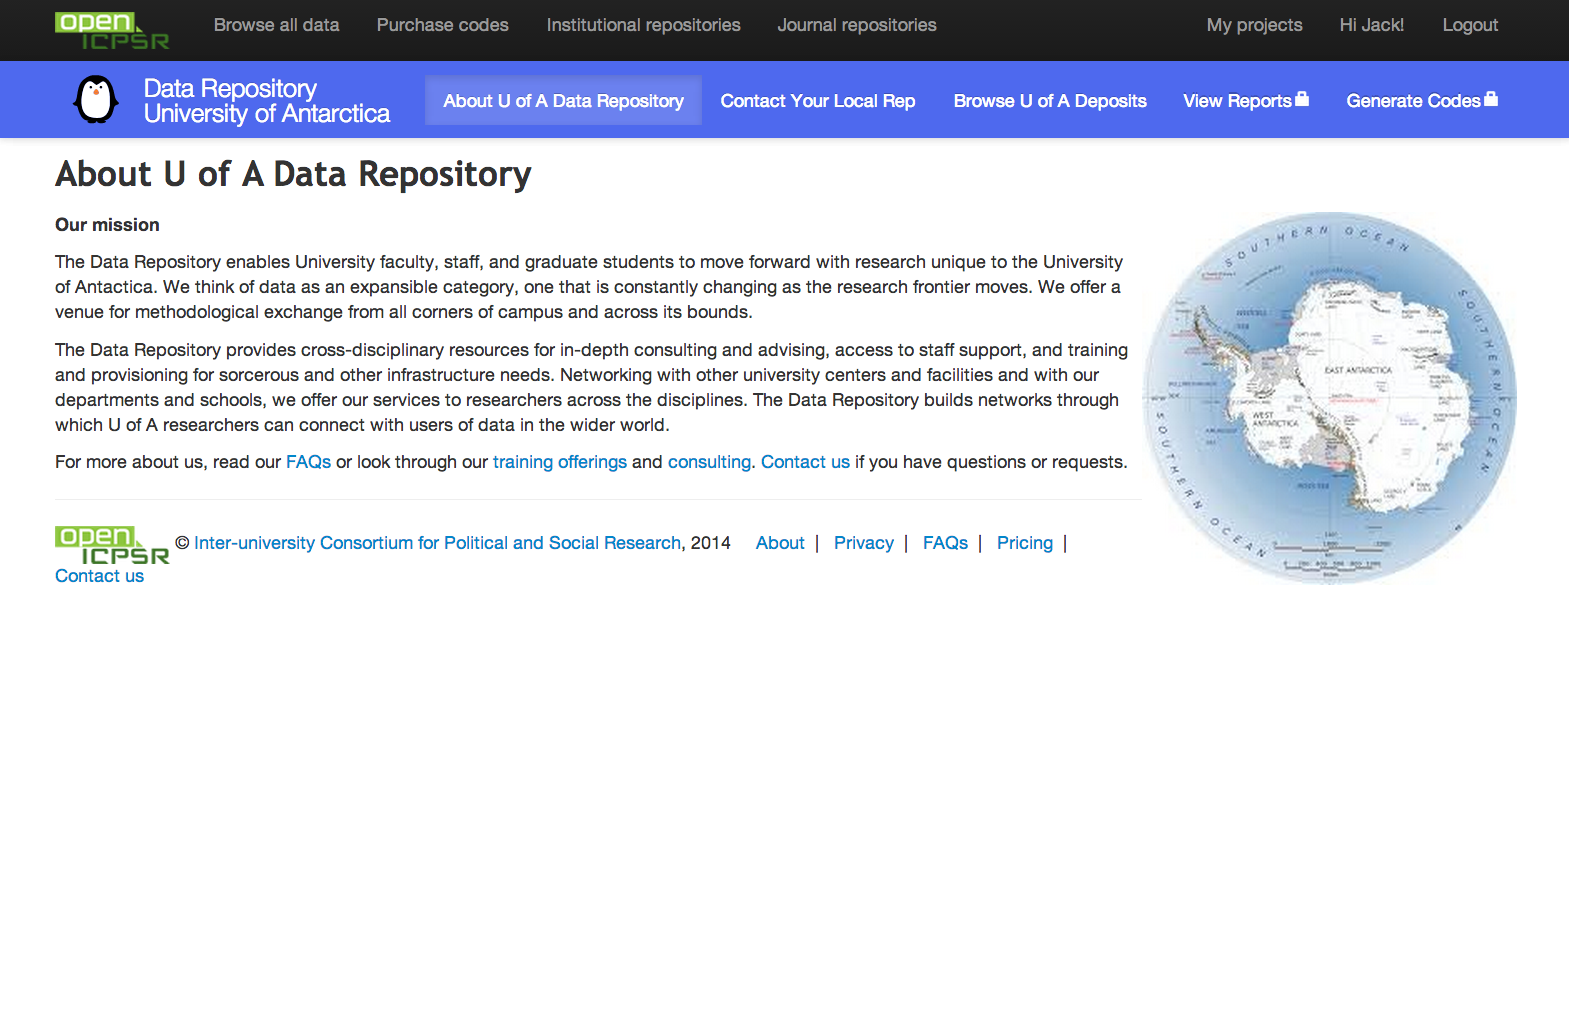 open ICPSR Browse all data Purchase codes Institutional repositories Journal repositories My projects Hi Jack! Logout
Data Repository
University of Antarctica
About U of A Data Repository Contact Your Local Rep Browse U of A Deposits View Reports Generate Codes
About U of A Data Repository
Our mission
The Data Repository enables University faculty, staff, and graduate students to move forward with research unique to the University
of Antactica. We think of data as an expansible category, one that is constantly changing as the research frontier moves. We offer a
venue for methodological exchange from all corners of campus and across its bounds.
The Data Repository provides cross-disciplinary resources for in-depth consulting and advising, access to staff support, and training
and provisioning for sorcerous and other infrastructure needs. Networking with other university centers and facilities and with our
departments and schools, we offer our services to researchers across the disciplines. The Data Repository builds networks through
which U of A researchers can connect with users of data in the wider world.
For more about us, read our FAQs or look through our training offerings and consulting. Contact us if you have questions or requests.
SOUTHERN OCEAN
SOUTHERN OCEAN
SOUTHERN OCEAN
EAST ANTARCTICA
WEST
ANTARCTICA
open ICPSR © Inter-university Consortium for Political and Social Research, 2014 About | Privacy | FAQs | Pricing |
Contact us